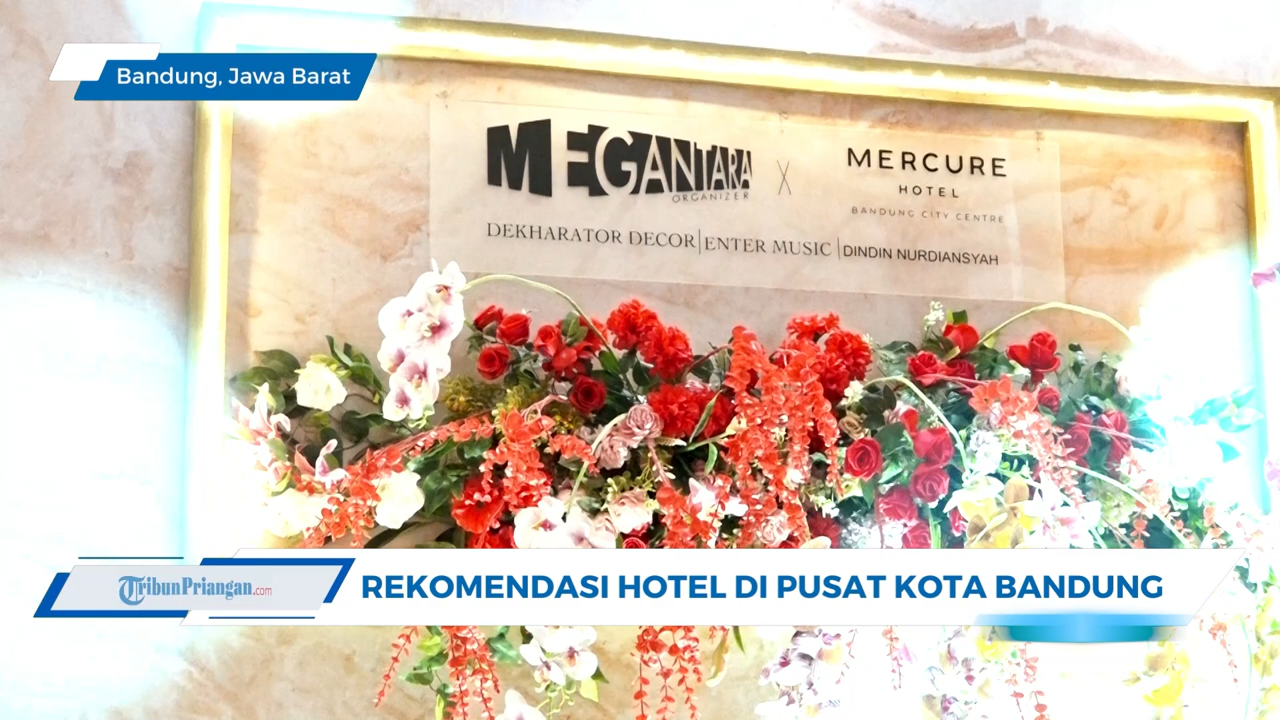 Bandung, Jawa Barat
MEGANTARA
ORGANIZER
X
MERCURE
HOTEL
BANDUNG CITY CENTRE
DEKHARATOR DECOR|ENTER MUSIC|DINDIN NURDIANSYAH
TribunPriangan.com
REKOMENDASI HOTEL DI PUSAT KOTA BANDUNG